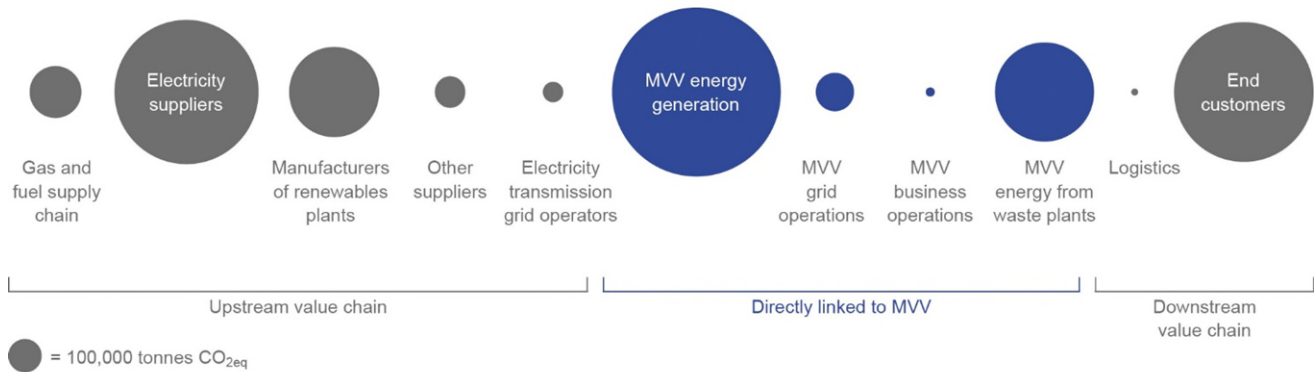 Electricity
suppliers
MVV energy
generation
End
customers
Gas and
fuel supply
chain
Manufacturers
of renewables
plants
Other
suppliers
Electricity
transmission
grid operators
MVV
grid
operations
MVV
business
operations
MVV
energy from
waste plants
Logistics
Upstream value chain
Directly linked to MVV
Downstream
value chain
= 100,000 tonnes CO2eq